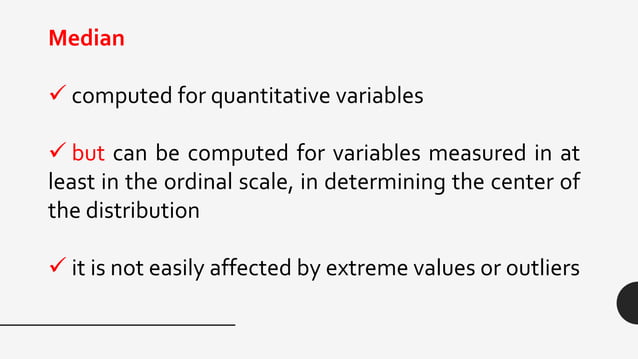 Median
✓ computed for quantitative variables
✓ but can be computed for variables measured in at
least in the ordinal scale, in determining the center of
the distribution
✓ it is not easily affected by extreme values or outliers